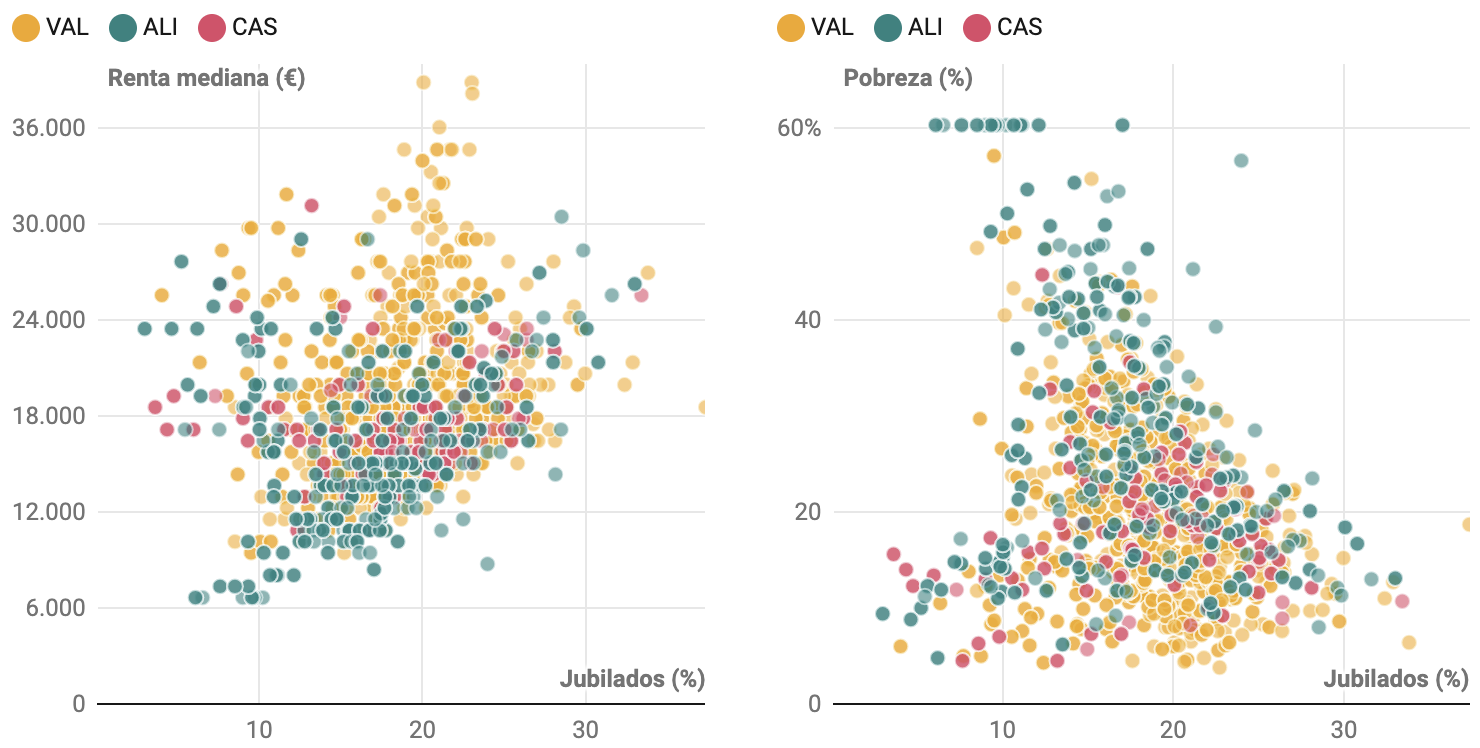 VAL ALI CAS
Renta mediana (€)
36.000
30.000
24.000
18.000
12.000
6.000
0
Jubilados (%)
10 20 30
VAL ALI CAS
Pobreza (%)
60%
40
20
0
Jubilados (%)
10 20 30